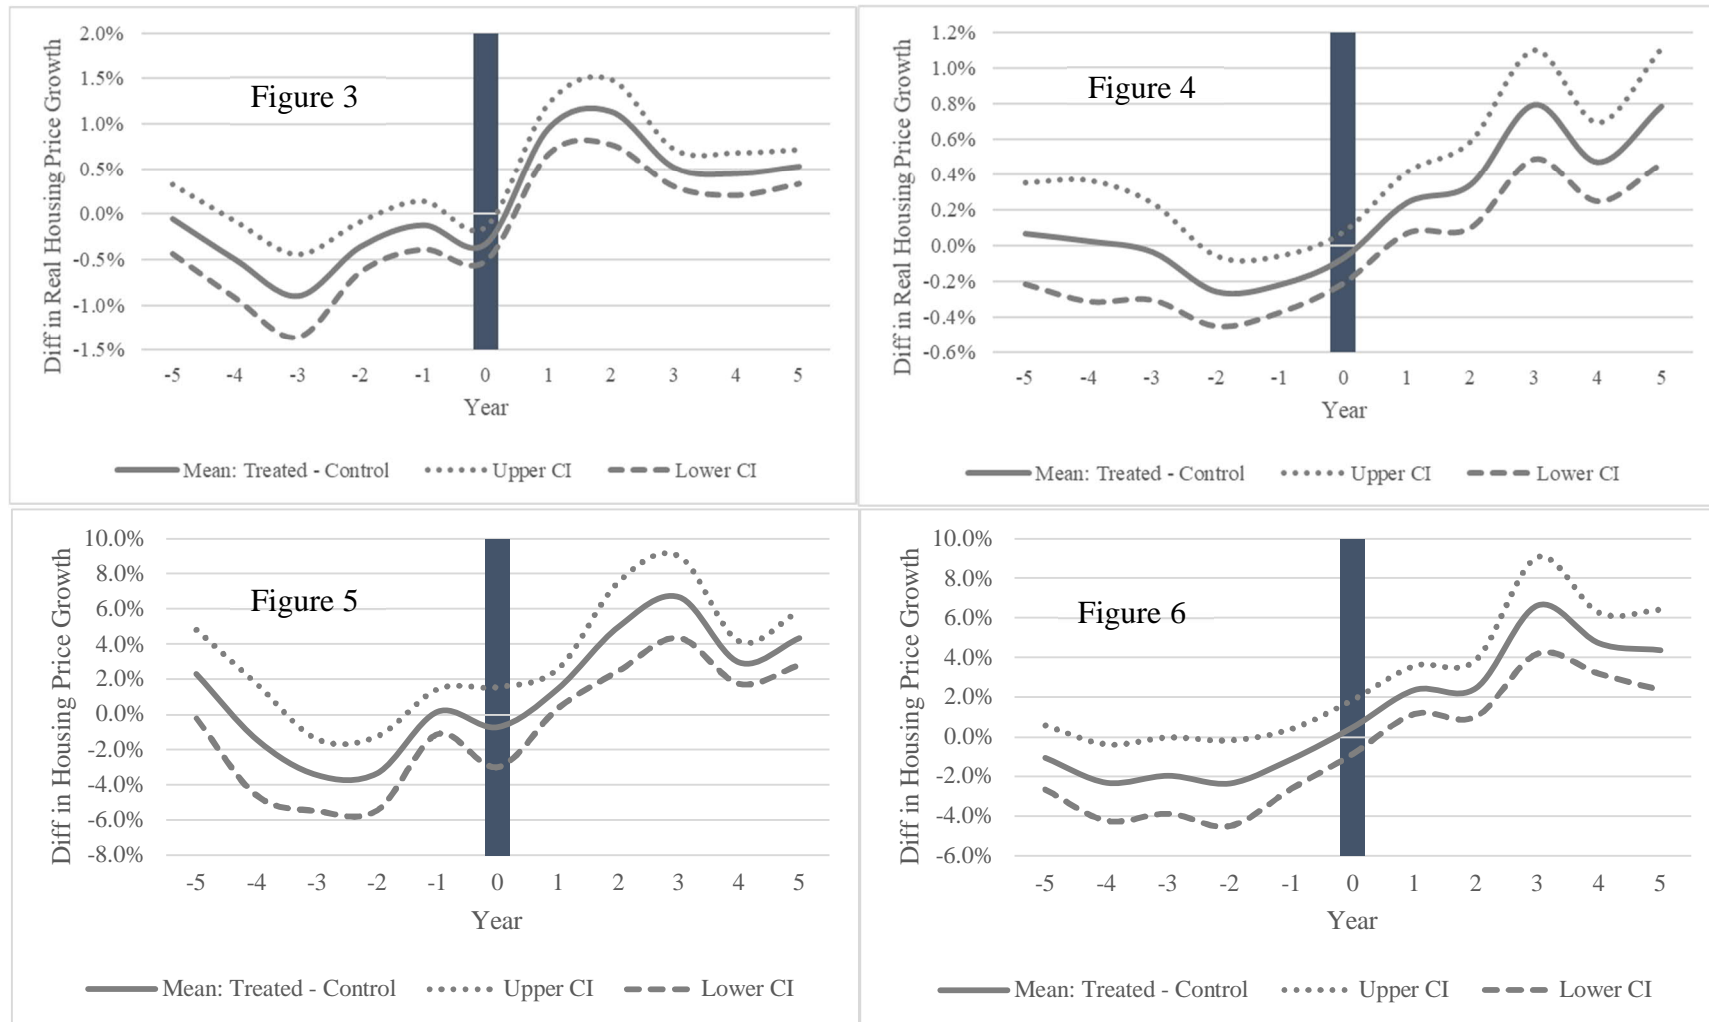 Figure 3
Diff in Real Housing Price Growth
2.0%
1.5%
1.0%
0.5%
0.0%
-0.5%
-1.0%
-1.5%
-5 -4 -3 -2 -1 0 1 2 3 4 5
Year
Mean: Treated - Control Upper CI Lower CI
Figure 4
Diff in Real Housing Price Growth
1.2%
1.0%
0.8%
0.6%
0.4%
0.2%
0.0%
-0.2%
-0.4%
-0.6%
-5 -4 -3 -2 -1 0 1 2 3 4 5
Year
Mean: Treated - Control Upper CI Lower CI
Figure 5
Diff in Housing Price Growth
10.0%
8.0%
6.0%
4.0%
2.0%
0.0%
-2.0%
-4.0%
-6.0%
-8.0%
-5 -4 -3 -2 -1 0 1 2 3 4 5
Year
Mean: Treated - Control Upper CI Lower CI
Figure 6
Diff in Housing Price Growth
10.0%
8.0%
6.0%
4.0%
2.0%
0.0%
-2.0%
-4.0%
-6.0%
-5 -4 -3 -2 -1 0 1 2 3 4 5
Year
Mean: Treated - Control Upper CI Lower CI